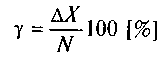 γ = ΔX/N 100 [%]